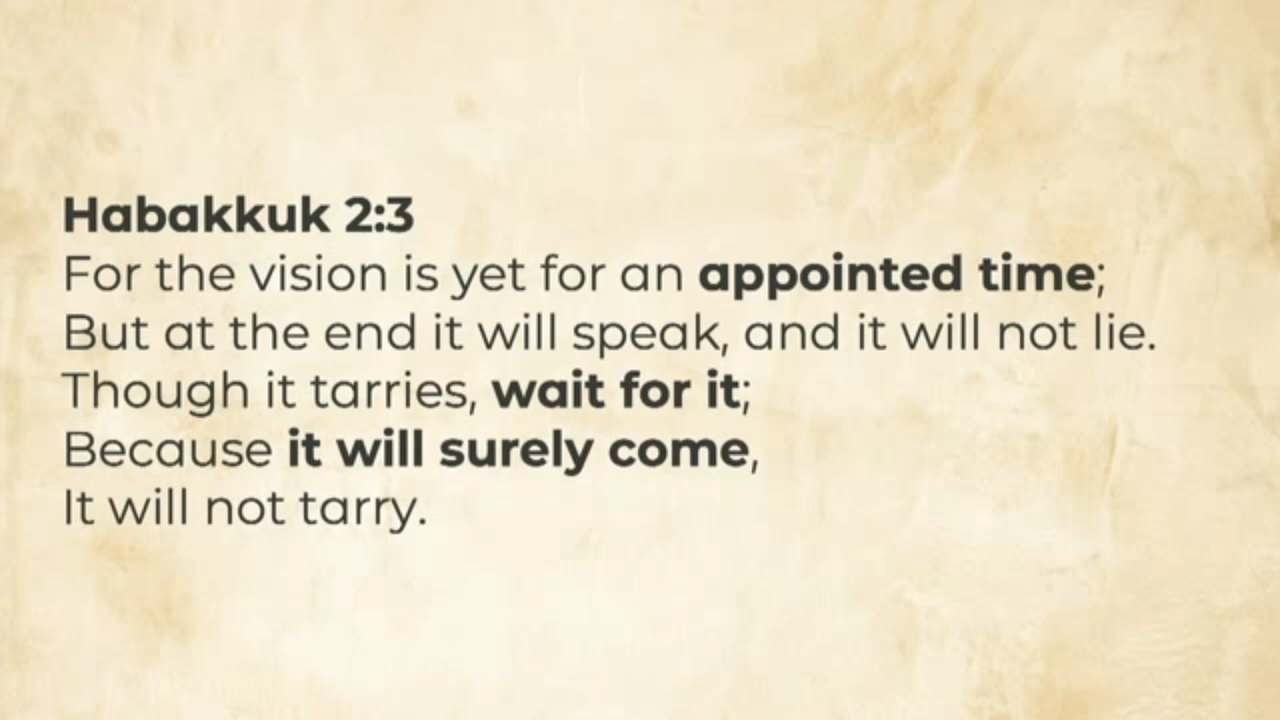 Habakkuk 2:3
For the vision is yet for an appointed time;
But at the end it will speak, and it will not lie.
Though it tarries, wait for it;
Because it will surely come,
It will not tarry.